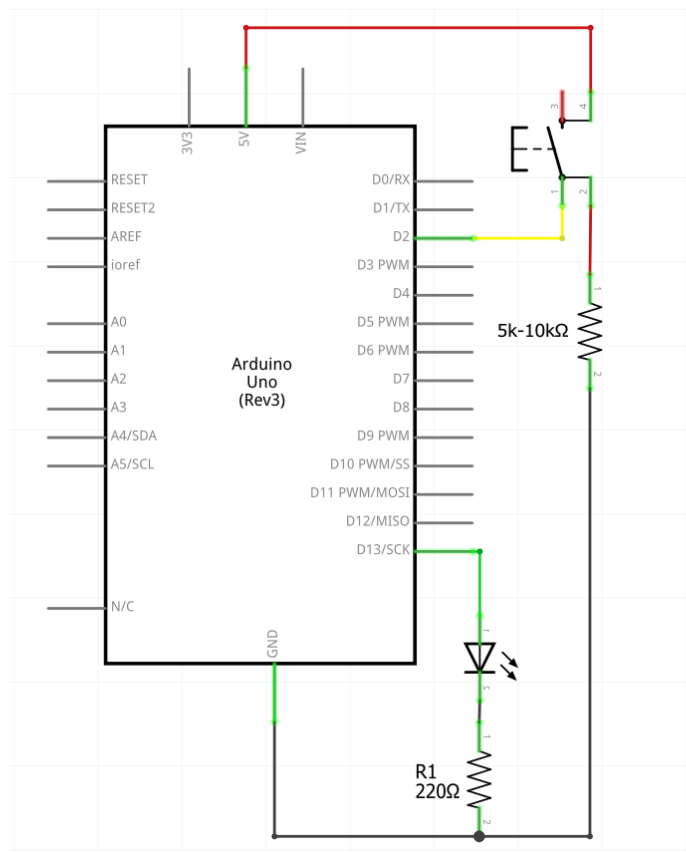 3V3
5V
VIN
3
4
1
2
RESET
RESET2
AREF
ioref
A0
A1
A2
A3
A4/SDA
A5/SCL
N/C
D0/RX
D1/TX
D2
D3 PWM
D4
D5 PWM
D6 PWM
D7
D8
D9 PWM
D10 PWM/SS
D11 PWM/MOSI
D12/MISO
D13/SCK
Arduino
Uno
(Rev3)
GND
1
5k-10kΩ
2
1
R1
220Ω
2